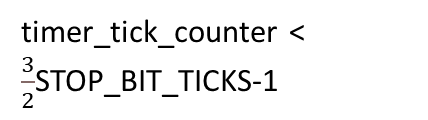 timer_tick_counter <
3/2STOP_BIT_TICKS-1